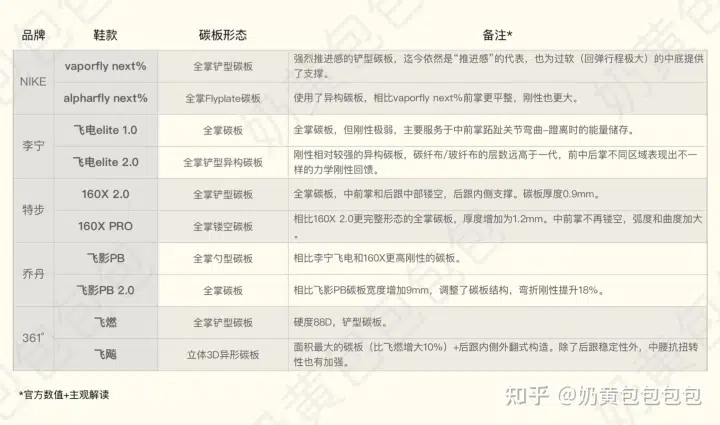 品牌 鞋款 碳板形态 备注*
NIKE
vaporfly next% 全掌铲型碳板 强烈推进感的铲型碳板，迄今依然是“推进感”的代表，也为过软（回弹行程极大）的中底提供
了支撑。
alpharfly next% 全掌Flyplate碳板 使用了异构碳板，相比vaporfly next%前掌更平整，刚性也更大。
李宁
飞电elite 1.0 全掌碳板 全掌碳板，但刚性极弱，主要服务于中前掌跖趾关节弯曲-蹬离时的能量储存。
飞电elite 2.0 全掌铲型异构碳板 刚性相对较强的异构碳板，碳纤布/玻纤布的层数远高于一代，前中后掌不同区域表现出不一
样的力学刚性回馈。
特步
160X 2.0 全掌铲型碳板 全掌碳板，中前掌和后跟中部镂空，后跟内侧支撑。碳板厚度0.9mm。
160X PRO 全掌镂空碳板 相比160X 2.0更完整形态的全掌碳板，厚度增加为1.2mm。中前掌不再镂空，弧度和曲度加大
。
乔丹
飞影PB 全掌勺型碳板 相比李宁飞电和160X更高刚性的碳板。
飞影PB 2.0 全掌碳板 相比飞影PB碳板宽度增加9mm，调整了碳板结构，弯折刚性提升18%。
361°
飞燃 全掌铲型碳板 硬度88D，铲型碳板。
飞飚 立体3D异形碳板 面积最大的碳板（比飞燃增大10%）+后跟内侧外翻式构造。除了后跟稳定性外，中腰抗扭转
性也有加强。
*官方数值+主观解读
知乎 @奶黄包包包包